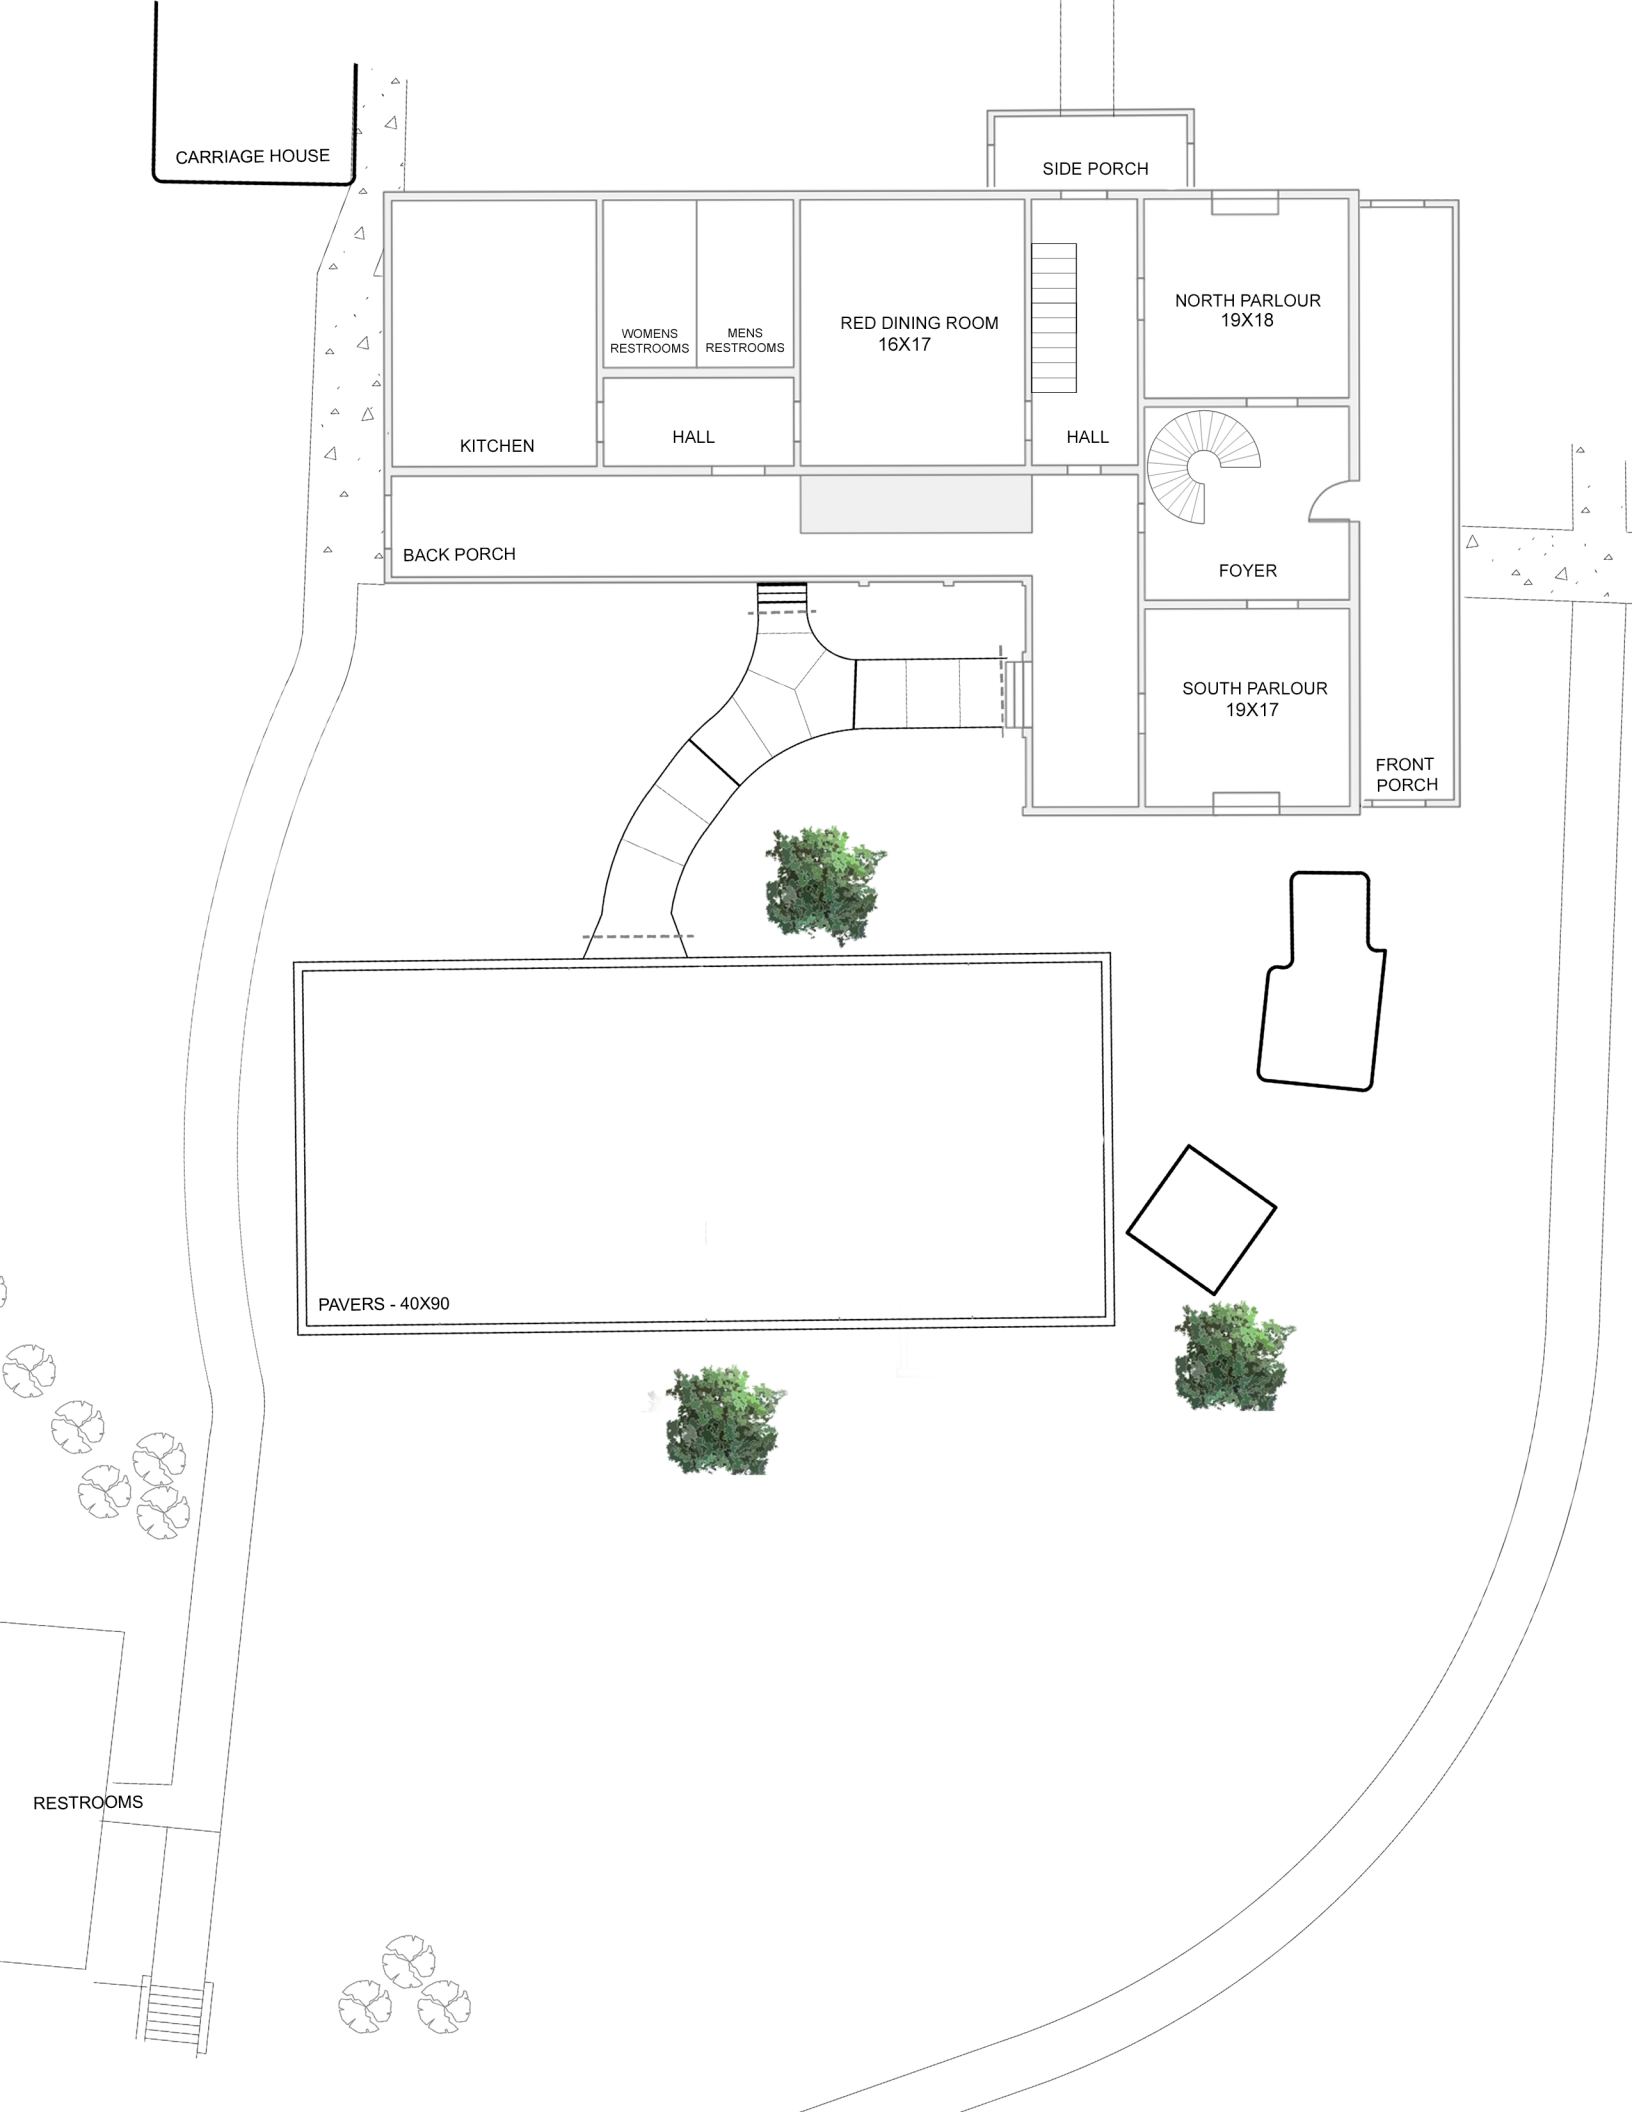 CARRIAGE HOUSE
SIDE PORCH
NORTH PARLOUR
19X18
RED DINING ROOM
16X17
WOMENS
RESTROOMS
MENS
RESTROOMS
KITCHEN
HALL
HALL
BACK PORCH
FOYER
SOUTH PARLOUR
19X17
FRONT
PORCH
PAVERS - 40X90
RESTROOMS